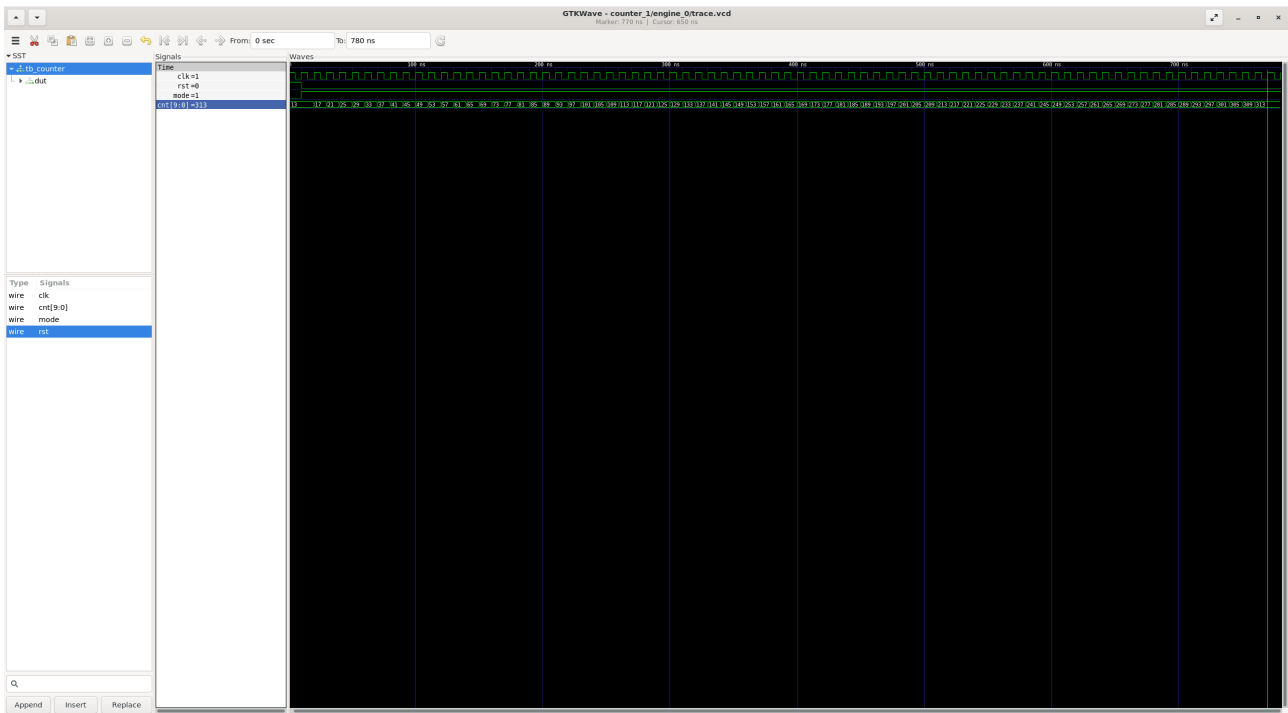 GTKWave - counter_1/engine_0/trace.vcd
Marker: 770 ns | Cursor: 650 ns
From: 0 sec To: 780 ns
SST
tb_counter
dut
Type Signals
wire clk
wire cnt[9:0]
wire mode
wire rst
Append Insert Replace
Signals
Time
clk=1
rst=0
mode=1
cnt[9:0]=313
Waves
100 ns 200 ns 300 ns 400 ns 500 ns 600 ns 700 ns
13 17 21 25 29 33 37 41 45 49 53 57 61 65 69 73 77 81 85 89 93 97 101 105 109 113 117 121 125 129 133 137 141 145 149 153 157 161 165 169 173 177 181 185 189 193 197 201 205 209 213 217 221 225 229 233 237 241 245 249 253 257 261 265 269 273 277 281 285 289 293 297 301 305 309 313